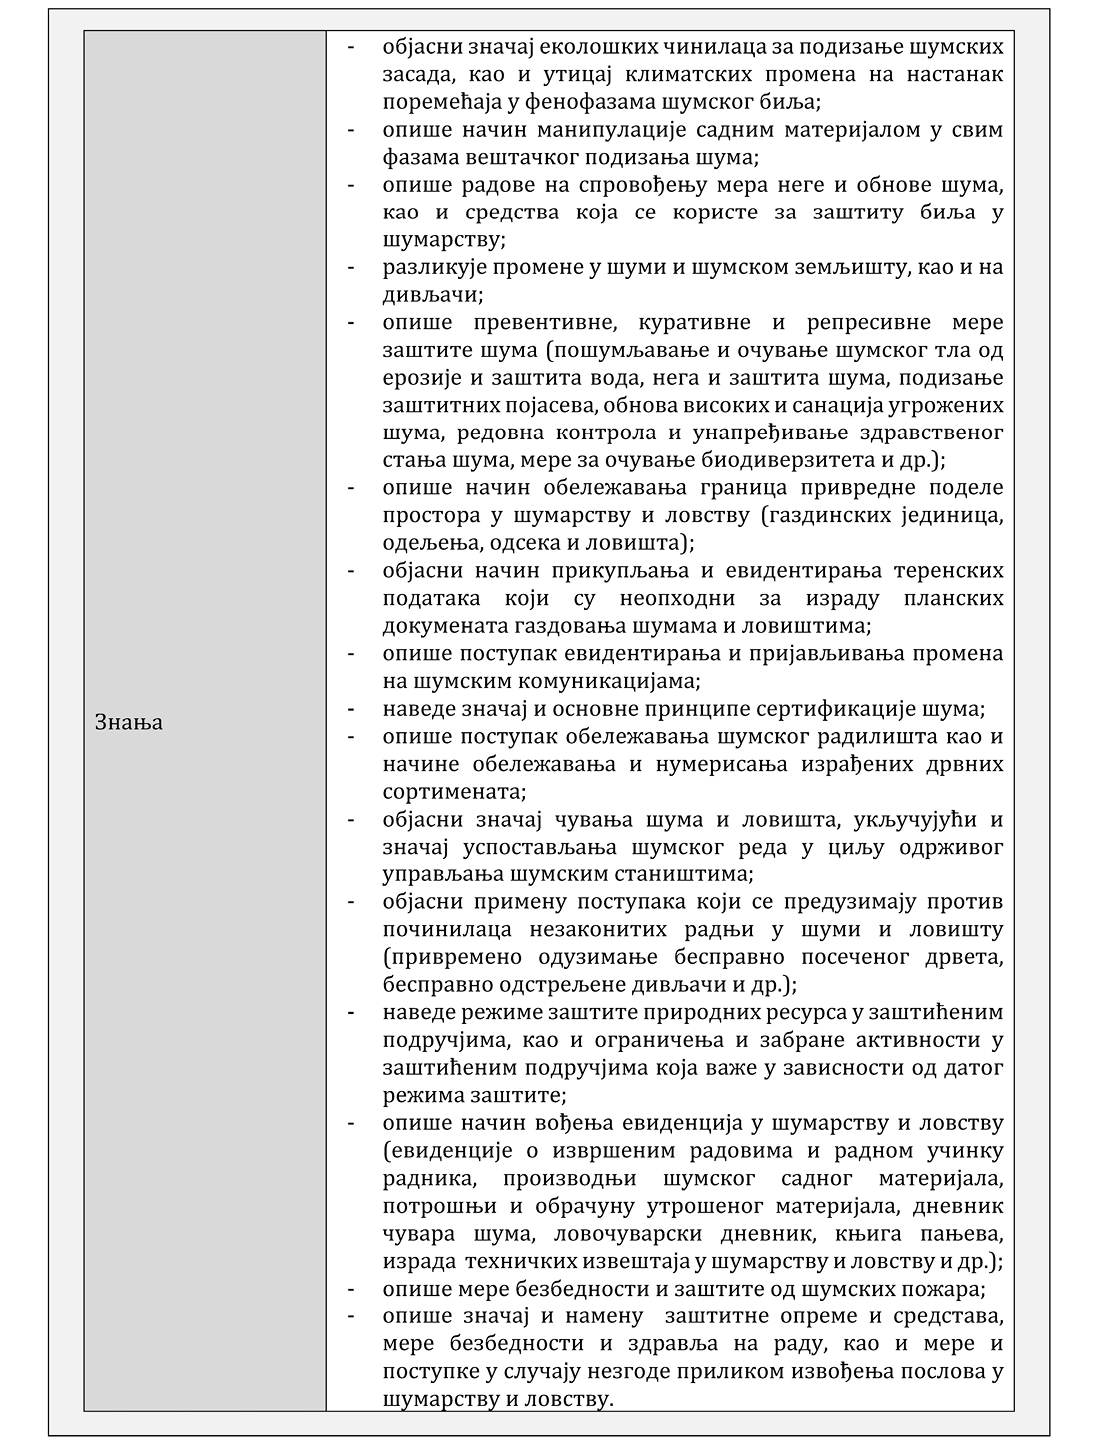 Знања
- објасни значај еколошких чинилаца за подизање шумских
засада, као и утицај климатских промена на настанак
поремећаја у фенофазама шумског биља;
- опише начин манипулације садним материјалом у свим
фазама вештачког подизања шума;
- опише радове на спровођењу мера неге и обнове шума,
као и средства која се користе за заштиту биља у
шумарству;
- разликује промене у шуми и шумском земљишту, као и на
дивљачи;
- опише превентивне, куративне и репресивне мере
заштите шума (пошумљавање и очување шумског тла од
ерозије и заштита вода, нега и заштита шума, подизање
заштитних појасева, обнова високих и санација угрожених
шума, редовна контрола и унапређивање здравственог
стања шума, мере за очување биодиверзитета и др.);
- опише начин обележавања граница привредне поделе
простора у шумарству и ловству (газдинских јединица,
одељења, одсека и ловишта);
- објасни начин прикупљања и евидентирања теренских
података који су неопходни за израду планских
докумената газдовања шумама и ловиштима;
- опише поступак евидентирања и пријављивања промена
на шумским комуникацијама;
- наведе значај и основне принципе сертификације шума;
- опише поступак обележавања шумског радилишта као и
начине обележавања и нумерисања израђених дрвних
сортимената;
- објасни значај чувања шума и ловишта, укључујући и
значај успостављања шумског реда у циљу одрживог
управљања шумским стаништима;
- објасни примену поступака који се предузимају против
починилаца незаконитих радњи у шуми и ловишту
(привремено одузимање бесправно посеченог дрвета,
бесправно одстрељене дивљачи и др.);
- наведе режиме заштите природних ресурса у заштићеним
подручјима, као и ограничења и забране активности у
заштићеним подручјима која важе у зависности од датог
режима заштите;
- опише начин вођења евиденција у шумарству и ловству
(евиденције о извршеним радовима и радном учинку
радника, производњи шумског садног материјала,
потрошњи и обрачуну утрошеног материјала, дневник
чувара шума, ловочуварски дневник, књига пањева,
израда техничких извештаја у шумарству и ловству и др.);
- опише мере безбедности и заштите од шумских пожара;
- опише значај и намену заштитне опреме и средстава,
мере безбедности и здравља на раду, као и мере и
поступке у случају незгоде приликом извођења послова у
шумарству и ловству.